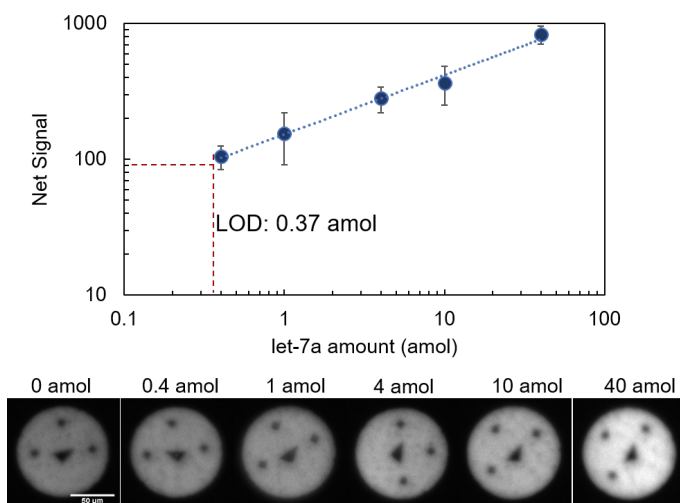 1000
100
10
Net Signal
LOD: 0.37 amol
0.1 1 10 100
let-7a amount (amol)
0 amol 0.4 amol 1 amol 4 amol 10 amol 40 amol
50 µm